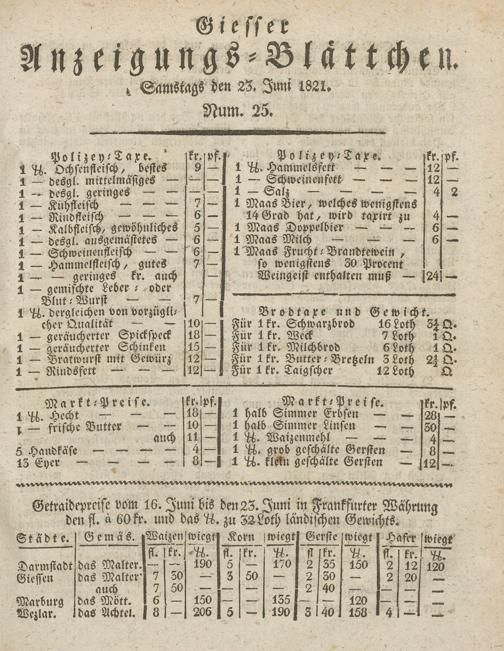 Giesser
Anzeigungs-Blättchen.
Samstags den 23. Juni 1821.
Num. 25.
Polizey-Taxe. kr. pf.
1 ℔. Ochsenfleisch, bestes 9 —
1 — desgl. mittelmäsiges — — —
1 — desgl. geringes — — — —
1 — Kühfleisch — — 7 —
1 — Rindfleisch — — 6 —
1 — Kalbfleisch, gewöhnliches 5 —
1 — desgl. ausgemästetes — 6 —
1 — Schweinenfleisch — — 6 —
1 — Hammelfleisch, gutes 7 —
— — geringes kr. auch — —
1 — gemischte Leber- oder
Blut-Wurst — — 7 —
1 ℔. dergleichen von vorzügli-
cher Qualität — — 10 —
1 — geräucherter Spickspeck 18 —
1 — geräucherter Schinken 15 —
1 — Bratwurst mit Gewürz 12 —
1 — Rindsfett — — 12 —
Polizey-Taxe. kr. pf.
1 ℔. Hammelsfett — — 12 —
1 — Schweinenfett — — 12 —
1 — Salz — — — 4 2
1 Maas Bier, welches wenigstens
14 Grad hat, wird taxirt zu 4 —
1 Maas Doppelbier — — 6 —
1 Maas Milch — — — 6 —
1 Maas Frucht-Brandtewein,
so wenigstens 30 Procent
Weingeist enthalten muß — 24 —
Brodtaxe und Gewicht.
Für 1 kr. Schwarzbrod 16 Loth 3¼ Q.
Für 1 kr. Weck 7 Loth Q.
Für 1 kr. Milchbrod 6 Loth Q.
Für 1 kr. Butter-Bretzeln 3 Loth Q.
Für 1 kr. Taigscher 12 Loth Q.
Markt-Preise. kr. pf.
1 ℔. Hecht — — — 18 —
1 — frische Butter — — 10 —
auch 11 —
5 Handkäse — — — 4 —
13 Eyer — — — 8 —
Markt-Preise. kr. pf.
1 halb Simmer Erbsen — 28 —
1 halb Simmer Linsen — 30 —
1 ℔. Waizenmehl — — 4 —
1 ℔. grob geschälte Gersten — 8 —
1 ℔. klein geschälte Gersten — 12 —
Getraidepreise vom 16. Juni bis den 23. Juni in Frankfurter Währung
den fl. à 60 kr. und das ℔. zu 32 Loth ländischen Gewichts.
Städte. Gemäs. Waizen wiegt Korn wiegt Gerste wiegt Hafer wiegt
fl. kr. ℔. fl. kr. ℔. fl. kr. ℔. fl. kr. ℔.
Darmstadt das Malter. — — 190 5 — 170 2 35 150 2 12 120
Giessen das Malter 7 30 — 3 50 — 2 30 — 2 20 —
auch 7 50 2 40
Marburg das Mött. 6 — 150 — — 135 — — 120 — — —
Wezlar. das Achtel. 8 — 206 5 — 190 3 40 158 4 — —